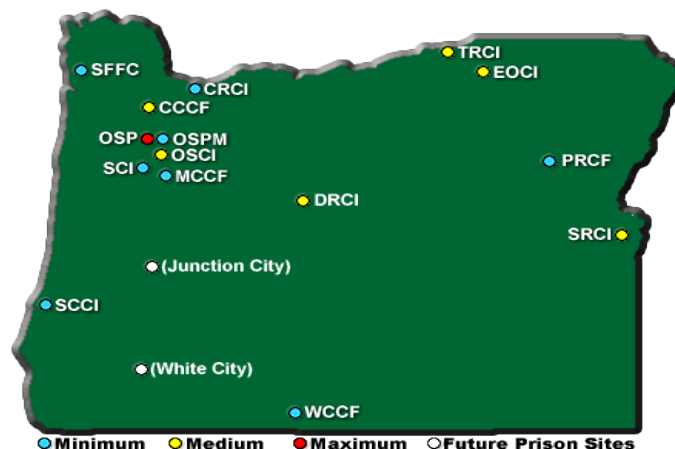 TRCI
SFFC
EOCI
CRCI
CCCF
OSP OSPM
OSCI
SCI
MCCF
PRCF
DRCI
SRCI
(Junction City)
SCCI
(White City)
WCCF
Minimum Medium Maximum Future Prison Sites